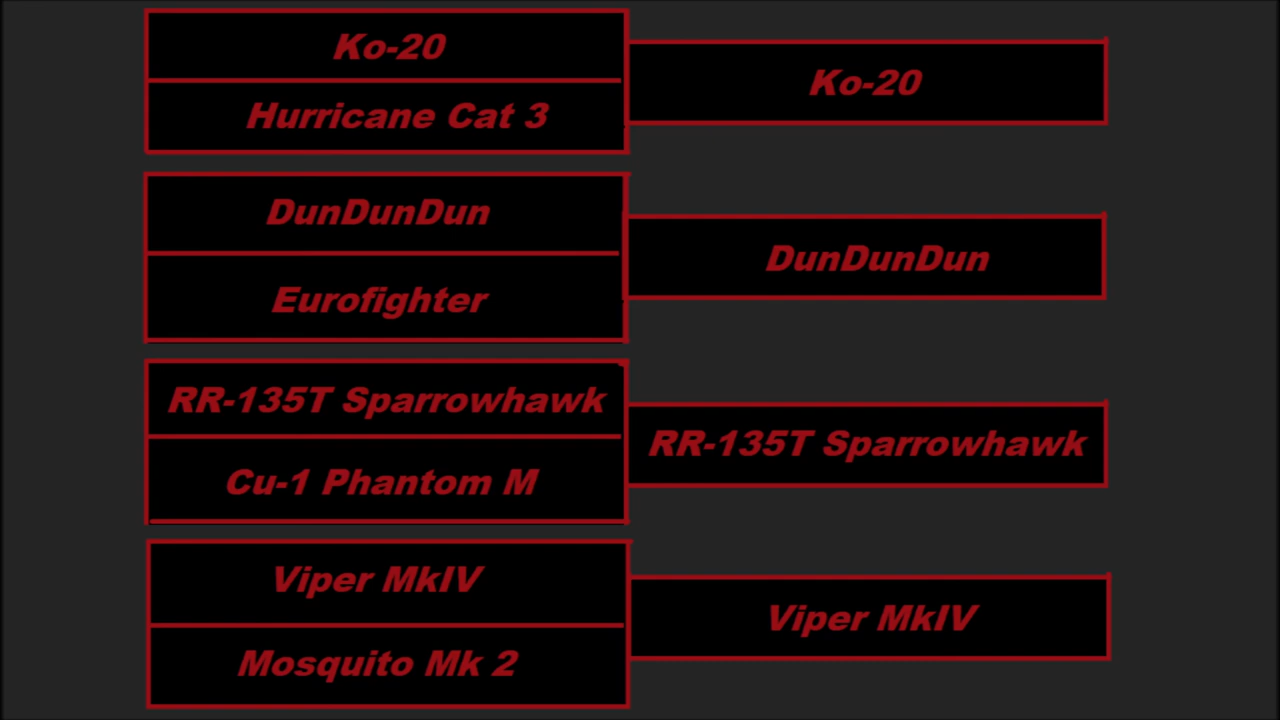 Ko-20
Hurricane Cat 3
Ko-20
DunDunDun
Eurofighter
DunDunDun
RR-135T Sparrowhawk
Cu-1 Phantom M
RR-135T Sparrowhawk
Viper MkIV
Mosquito Mk 2
Viper MkIV